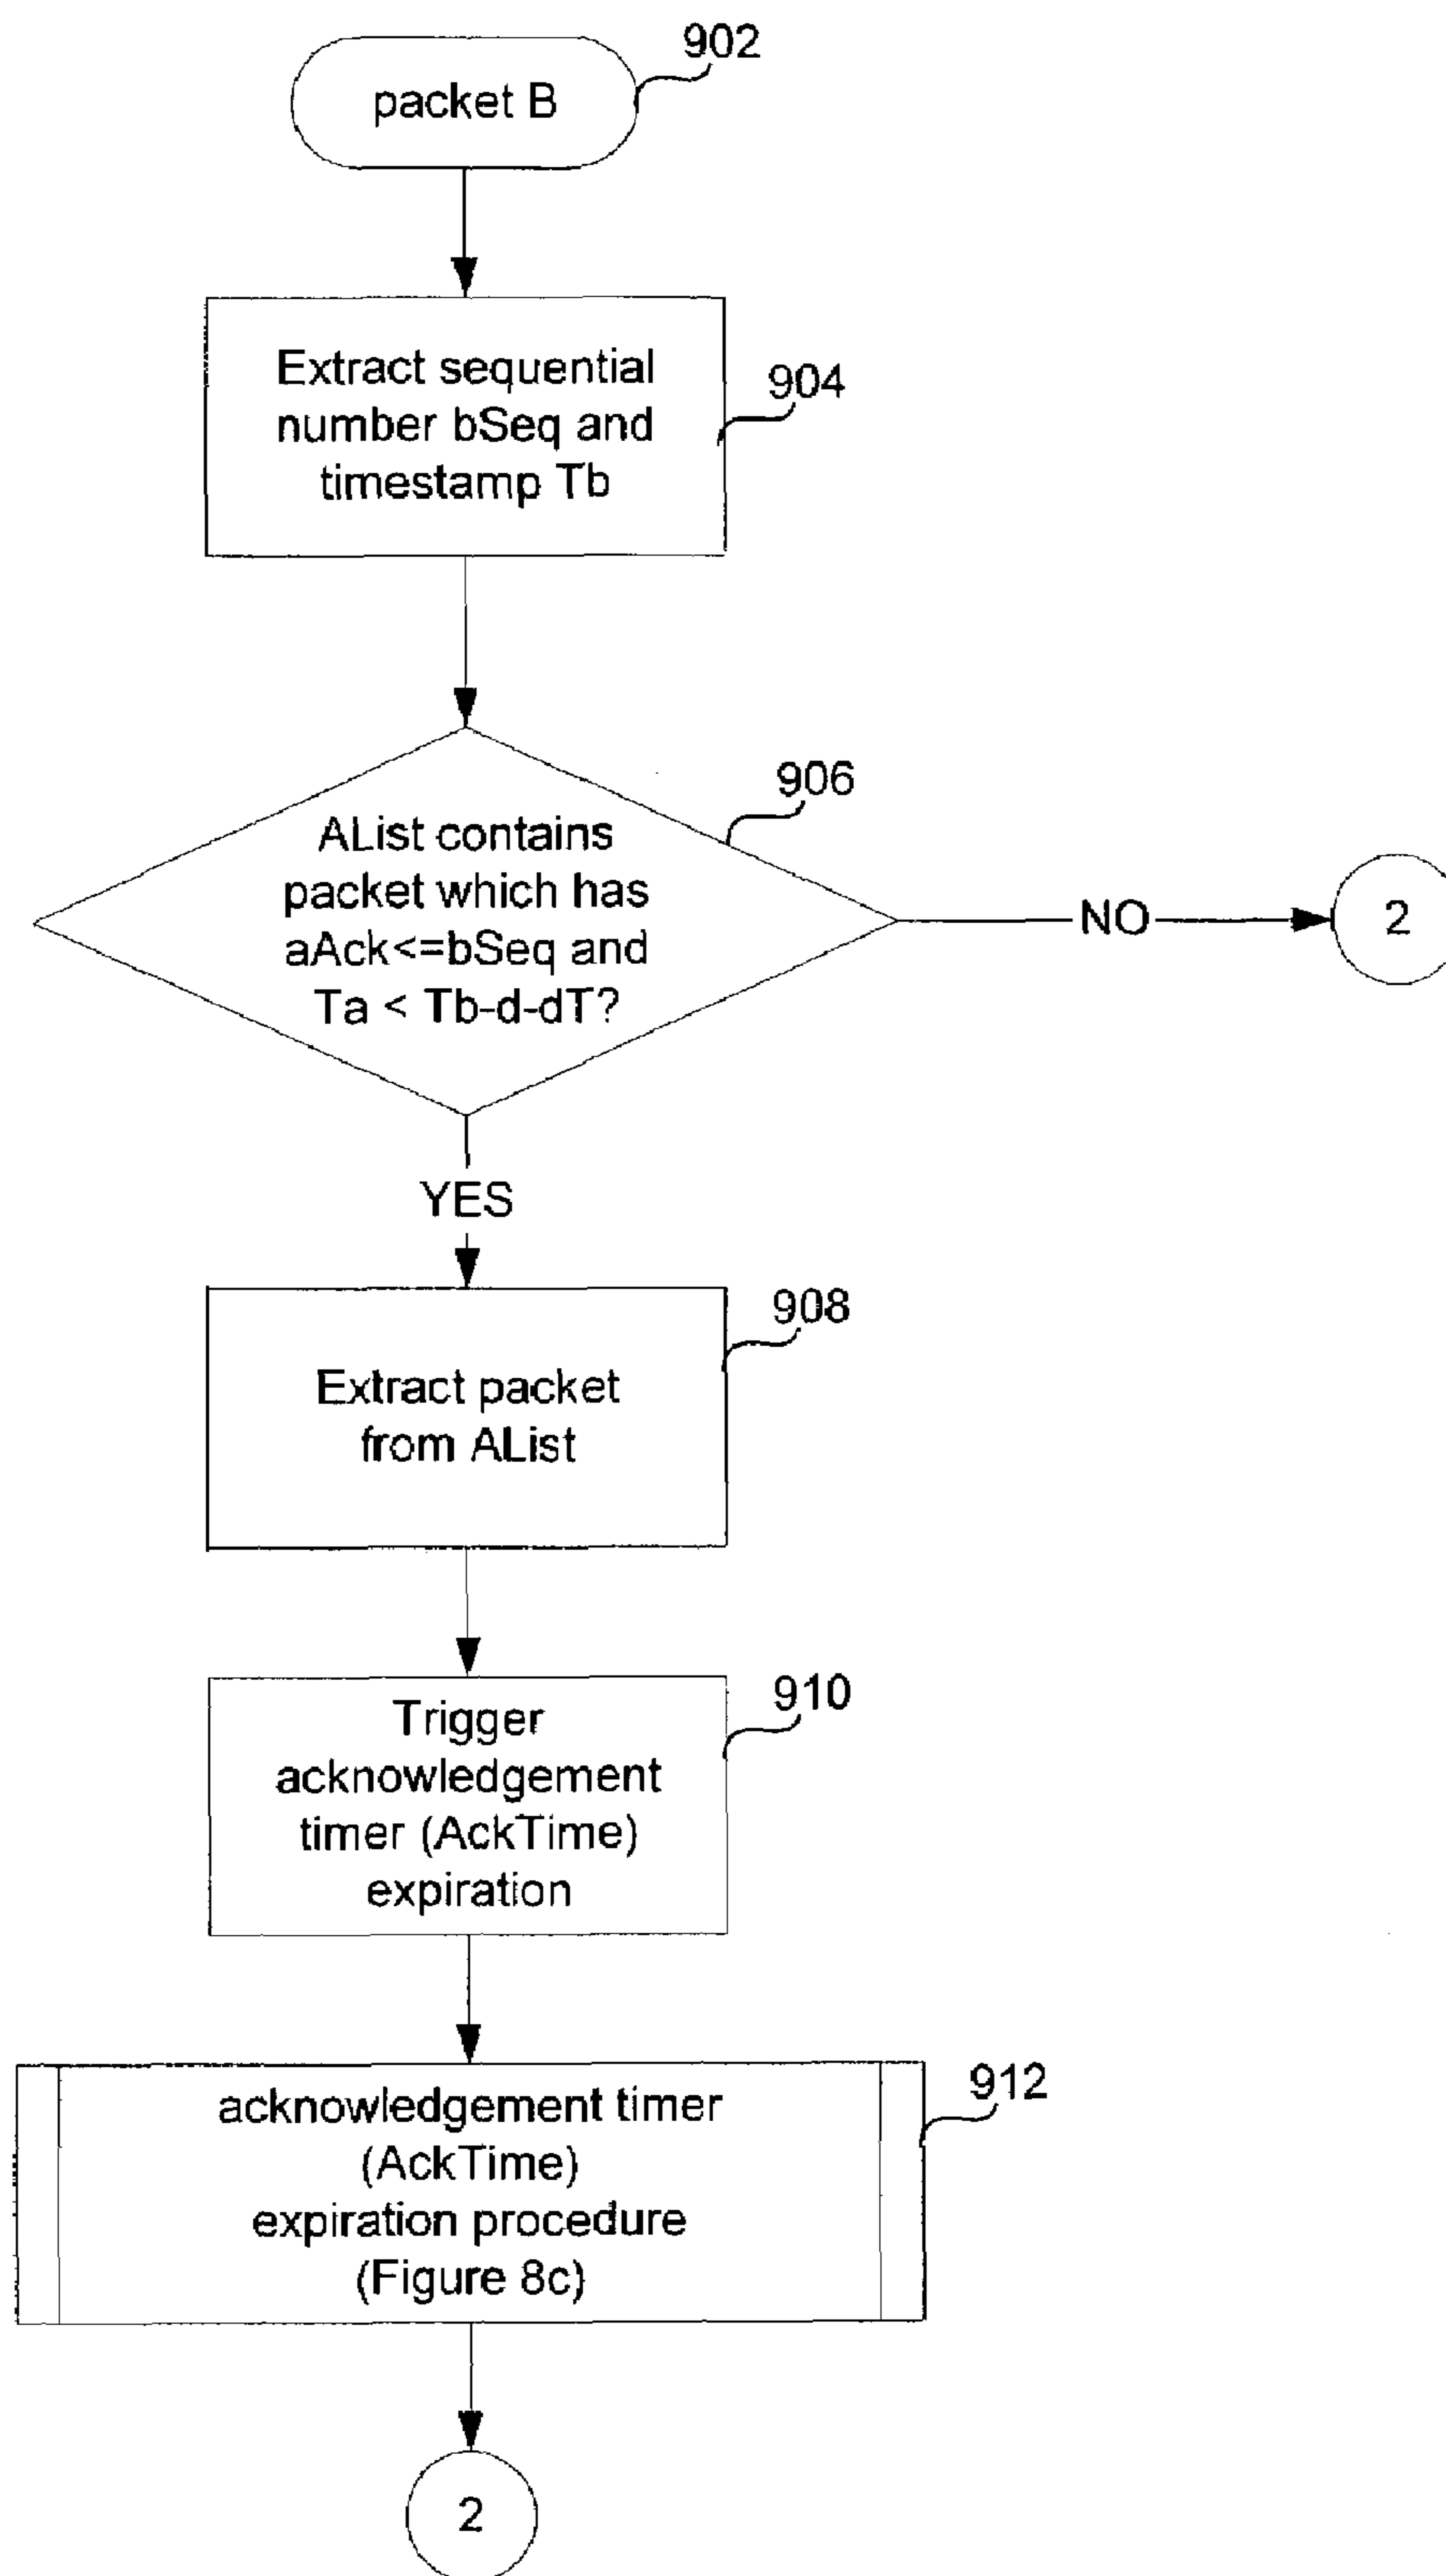 902
packet B
904
Extract sequential
number bSeq and
timestamp Tb
906
AList contains
packet which has
aAck<=bSeq and
Ta < Tb-d-dT?
NO
2
YES
908
Extract packet
from AList
910
Trigger
acknowledgement
timer (AckTime)
expiration
912
acknowledgement timer
(AckTime)
expiration procedure
(Figure 8c)
2